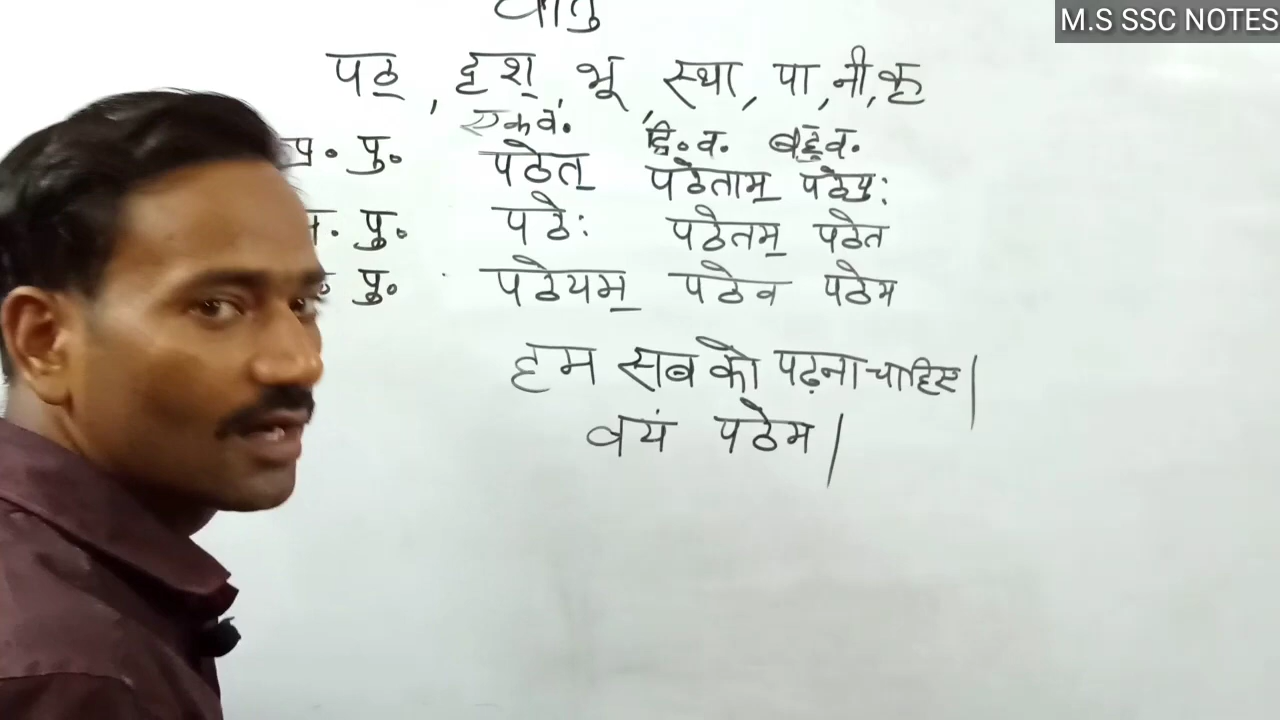 M.S SSC NOTES
धातु
पठ्, दृश्, भू, स्था, पा, नी, कृ
एकव. द्वि.व. बहुव.
प्र. पु. पठेत् पठेताम् पठेयुः
म. पु. पठेः पठेतम् पठेत
पु. पठेयम् पठेव पठेम
हम सब को पढ़ना चाहिए|
वयं पठेम|